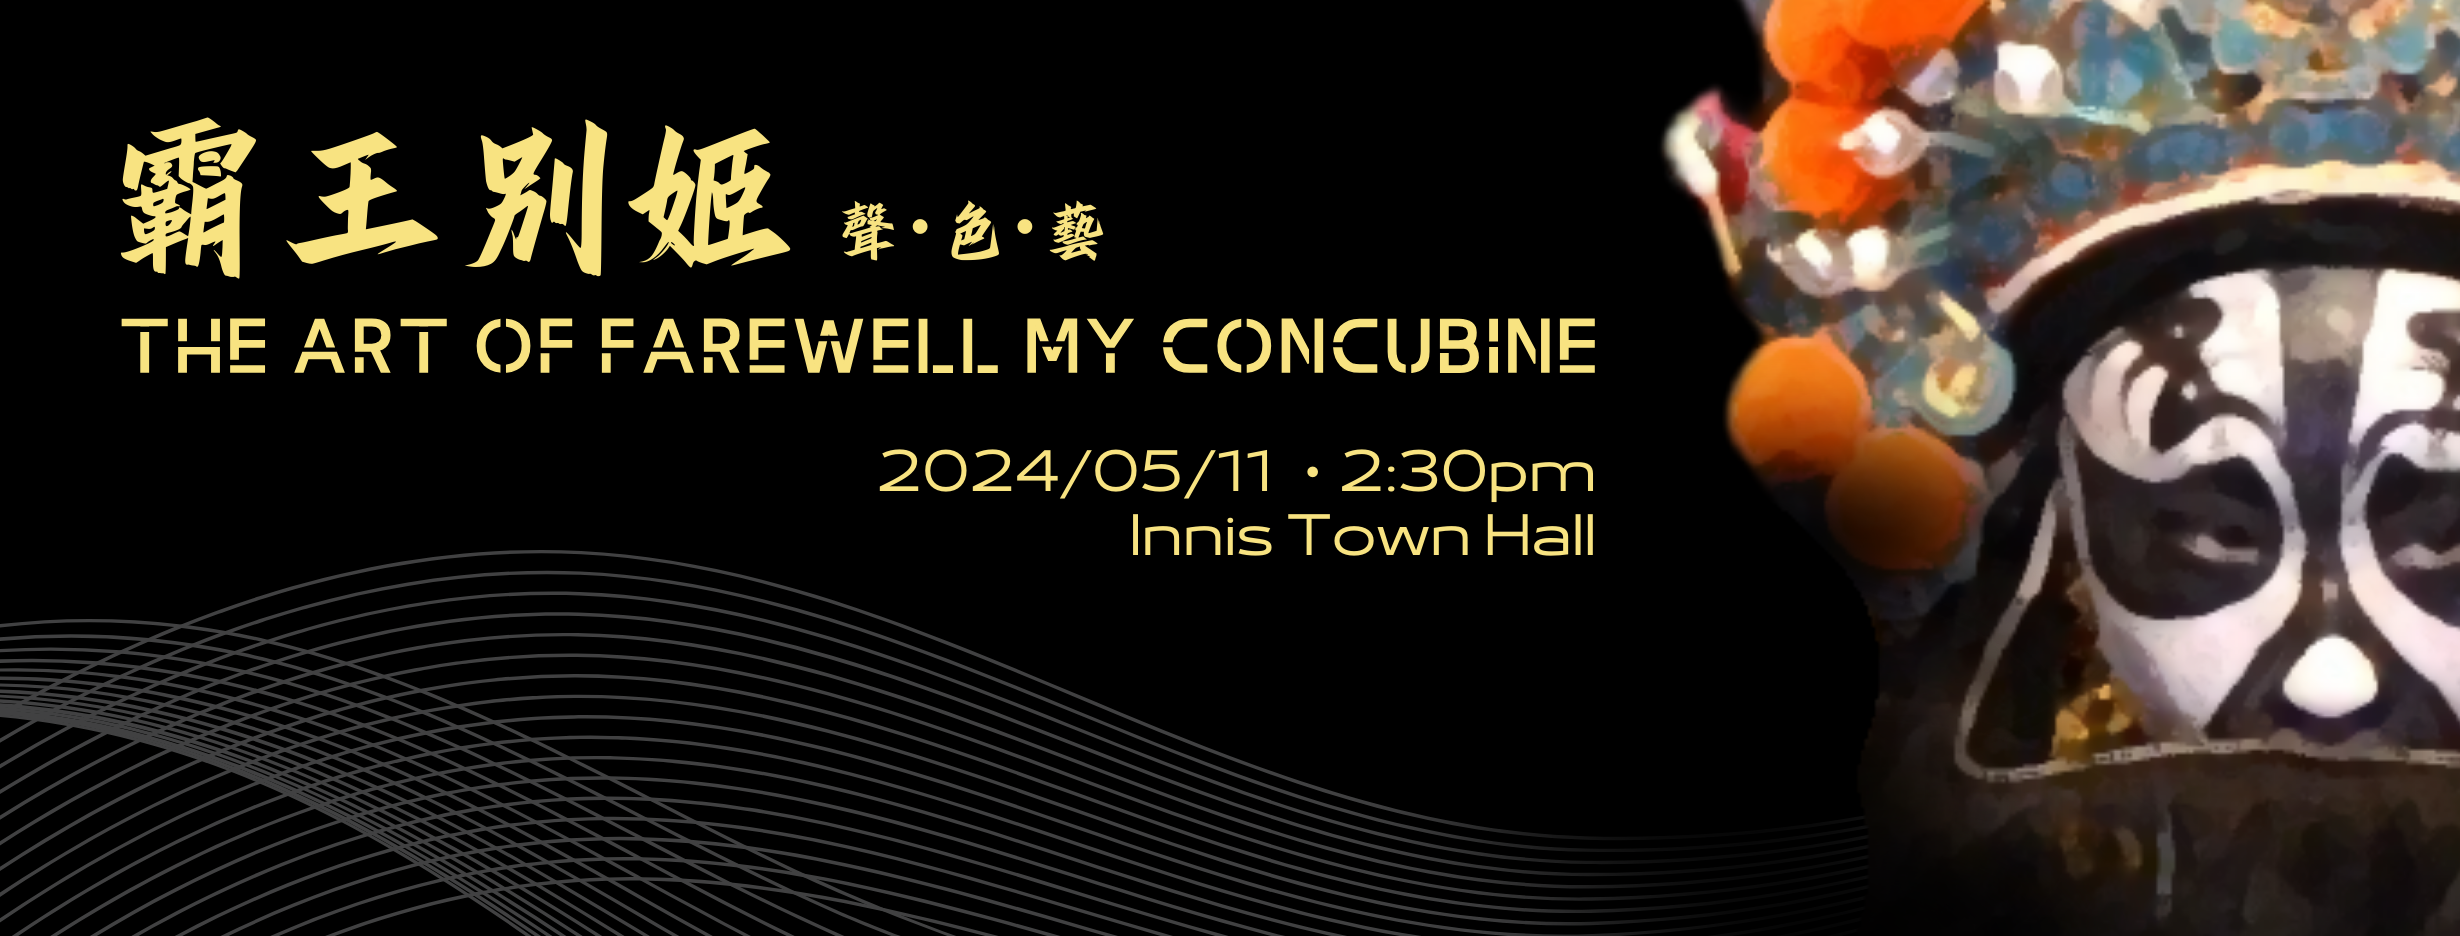 霸王别姬 聲•色•藝
THE ART OF FAREWELL MY CONCUBINE
2024/05/11 • 2:30pm
Innis Town Hall